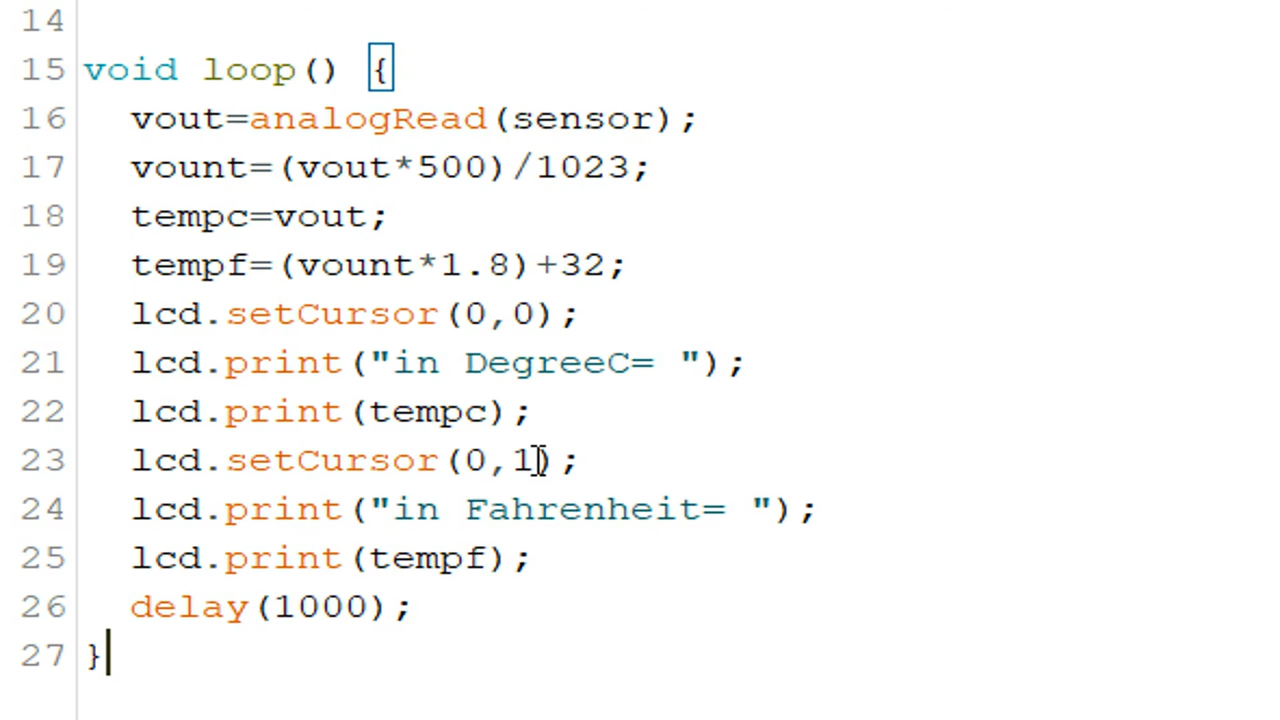 14
15 void loop() {
16 vout=analogRead(sensor);
17 vount=(vout*500)/1023;
18 tempc=vout;
19 tempf=(vount*1.8)+32;
20 lcd.setCursor(0,0);
21 lcd.print("in DegreeC= ");
22 lcd.print(tempc);
23 lcd.setCursor(0,1);
24 lcd.print("in Fahrenheit= ");
25 lcd.print(tempf);
26 delay(1000);
27 }